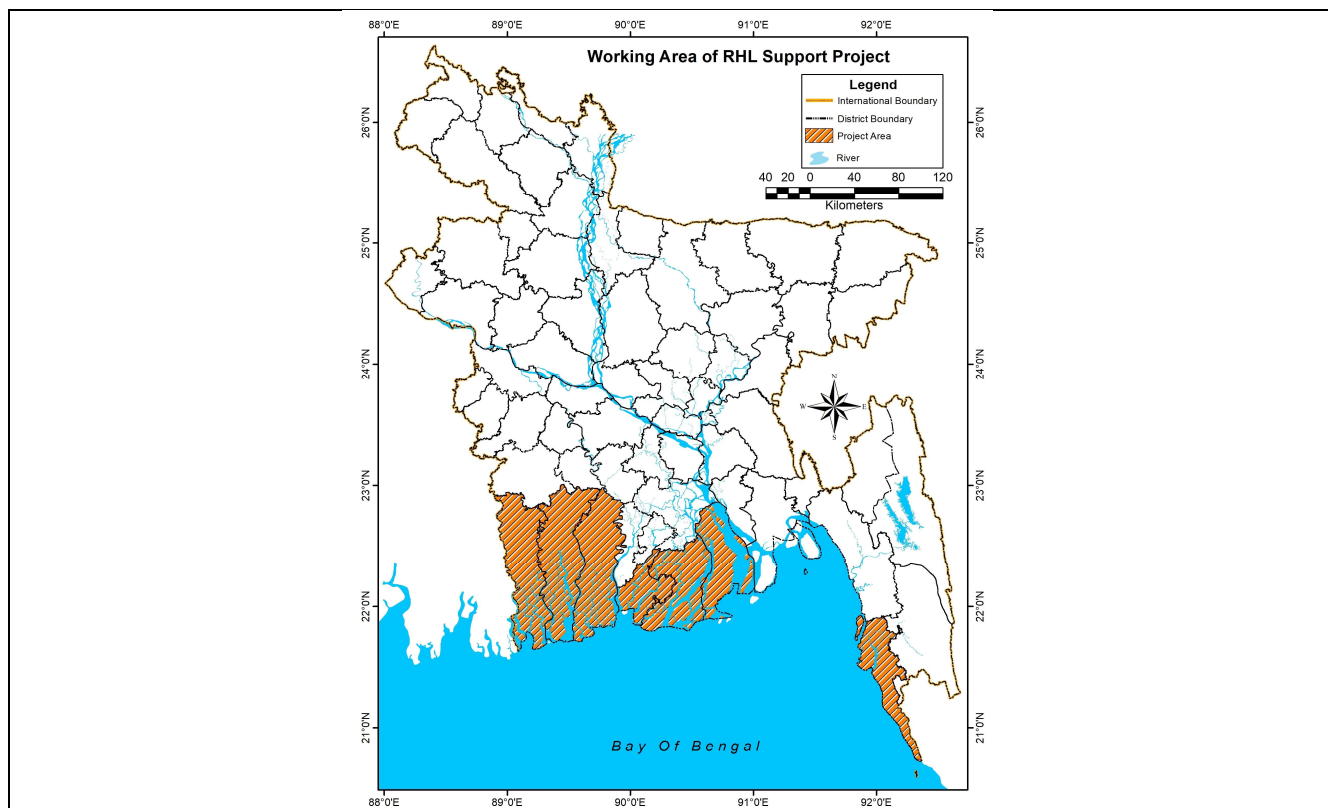 88°0'E 89°0'E 90°0'E 91°0'E 92°0'E
Working Area of RHL Support Project
Legend
International Boundary
District Boundary
Project Area
River
40 20 0 40 80 120
Kilometers
26°0'N 26°0'N
25°0'N 25°0'N
24°0'N 24°0'N
N
W E
S
23°0'N 23°0'N
22°0'N 22°0'N
21°0'N 21°0'N
Bay Of Bengal
88°0'E 89°0'E 90°0'E 91°0'E 92°0'E